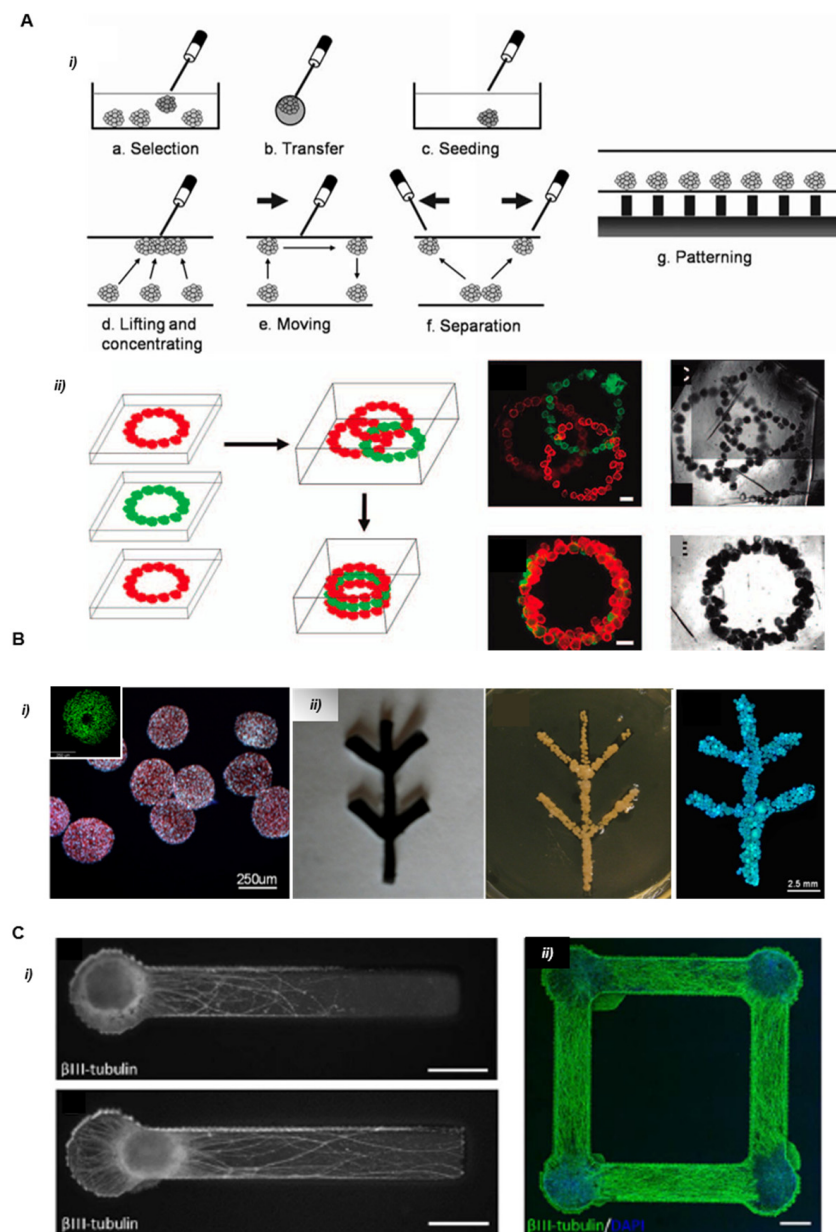 A
i)
a. Selection
b. Transfer
c. Seeding
d. Lifting and
concentrating
e. Moving
f. Separation
g. Patterning
ii)
B
i)
250um
ii)
2.5 mm
C
i)
βIII-tubulin
βIII-tubulin
ii)
βIII-tubulin/DAPI